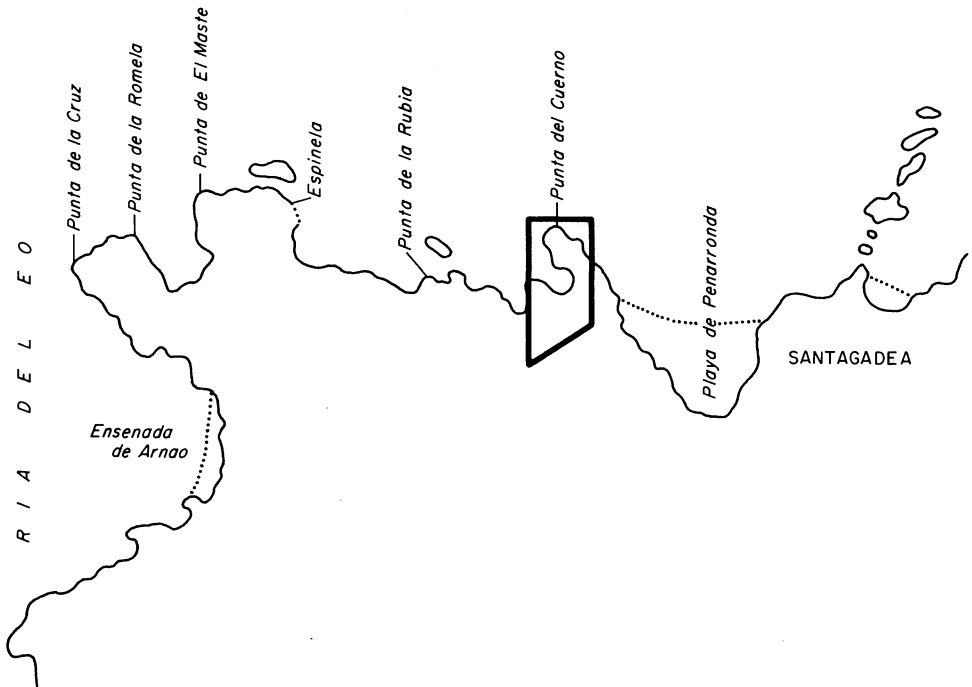 RIA DEL EO
Punta de la Cruz
Punta de la Romela
Punta de El Maste
Espinela
Punta de la Rubia
Punta del Cuerno
Playa de Penarronda
SANTAGADEA
Ensenada
de Arnao